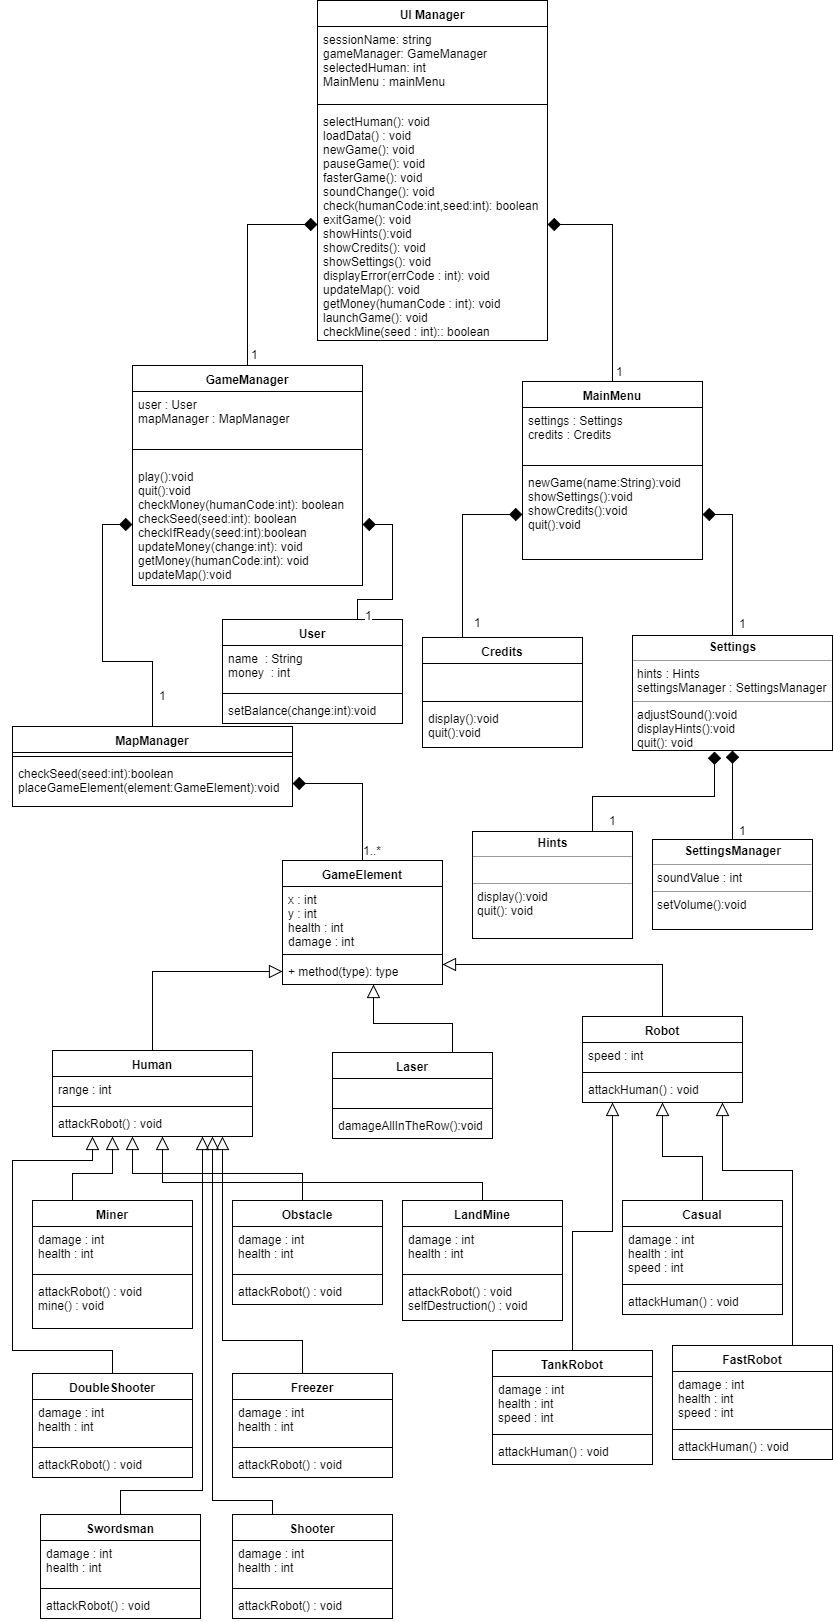 UI Manager
sessionName: string
gameManager: GameManager
selectedHuman: int
MainMenu : mainMenu
selectHuman(): void
loadData() : void
newGame(): void
pauseGame(): void
fasterGame(): void
soundChange(): void
check(humanCode:int,seed:int): boolean
exitGame(): void
showHints():void
showCredits(): void
showSettings(): void
displayError(errCode : int): void
updateMap(): void
getMoney(humanCode : int): void
launchGame(): void
checkMine(seed : int):: boolean
1
1
GameManager
user : User
mapManager : MapManager
play():void
quit():void
checkMoney(humanCode:int): boolean
checkSeed(seed:int): boolean
checkIfReady(seed:int):boolean
updateMoney(change:int): void
getMoney(huanCode:int): void
updateMap():void
MainMenu
settings : Settings
credits : Credits
newGame(name:String):void
showSettings():void
showCredits():void
quit():void
1
1
1
1
User
name : String
money : int
setBalance(change:int):void
Credits
display():void
quit():void
Settings
hints : Hints
settingsManager : SettingsManager
adjustSound():void
displayHints():void
quit(): void
MapManager
checkSeed(seed:int):boolean
placeGameElement(element:GameElement):void
1..*
1
1
Hints
display():void
quit(): void
SettingsManager
soundValue : int
setVolume():void
GameElement
x : int
y : int
health : int
damage : int
+ method(type): type
Human
range : int
attackRobot() : void
Laser
damageAllInTheRow():void
Robot
speed : int
attackHuman() : void
Miner
damage : int
health : int
attackRobot() : void
mine() : void
Obstacle
damage : int
health : int
attackRobot() : void
LandMine
damage : int
health : int
attackRobot() : void
selfDestruction() : void
Casual
damage : int
health : int
speed : int
attackHuman() : void
DoubleShooter
damage : int
health : int
attackRobot() : void
Freezer
damage : int
health : int
attackRobot() : void
TankRobot
damage : int
health : int
speed : int
attackHuman() : void
FastRobot
damage : int
health : int
speed : int
attackHuman() : void
Swordsman
damage : int
health : int
attackRobot() : void
Shooter
damage : int
health : int
attackRobot() : void